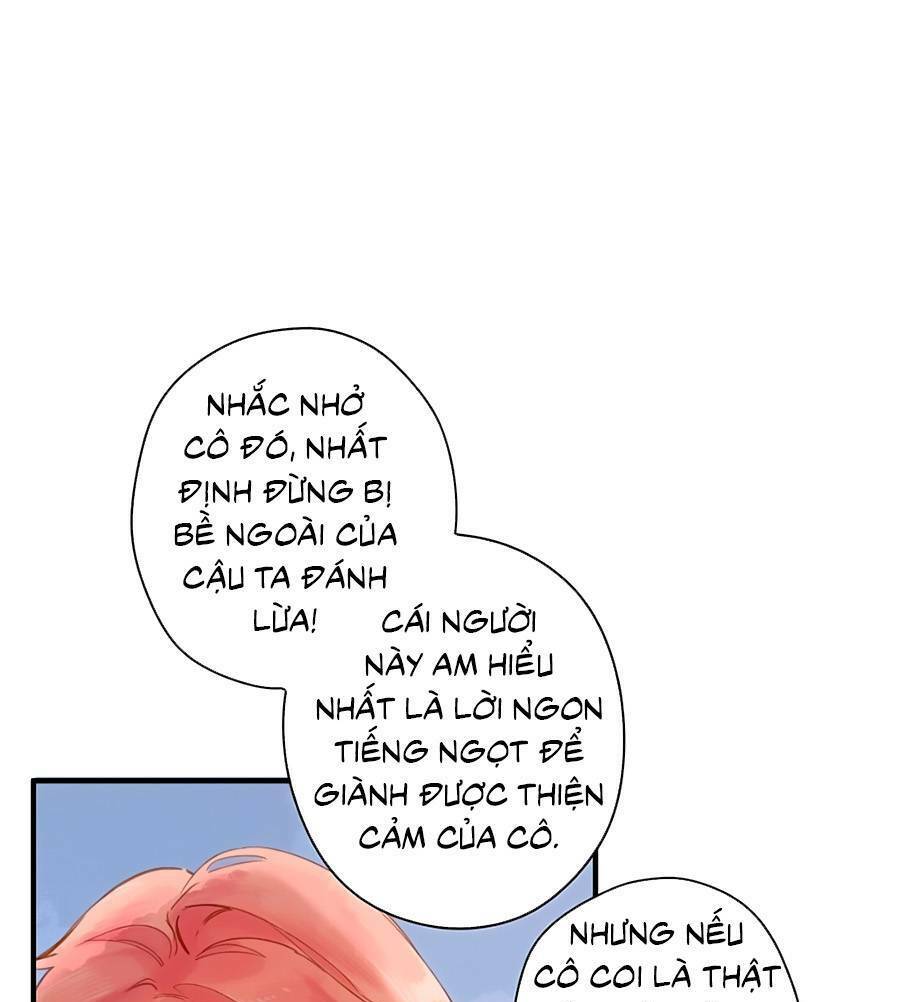 NHẮC NHỞ
CÔ ĐÓ, NHẤT
ĐỊNH ĐỪNG BỊ
BỀ NGOÀI CỦA
CẬU TA ĐÁNH
LỪA!
CÁI NGƯỜI
NÀY AM HIỂU
NHẤT LÀ LỜI NGON
TIẾNG NGỌT ĐỂ
GIÀNH ĐƯỢC THIỆN
CẢM CỦA CÔ.
NHƯNG NẾU
CÔ COI LÀ THẬT